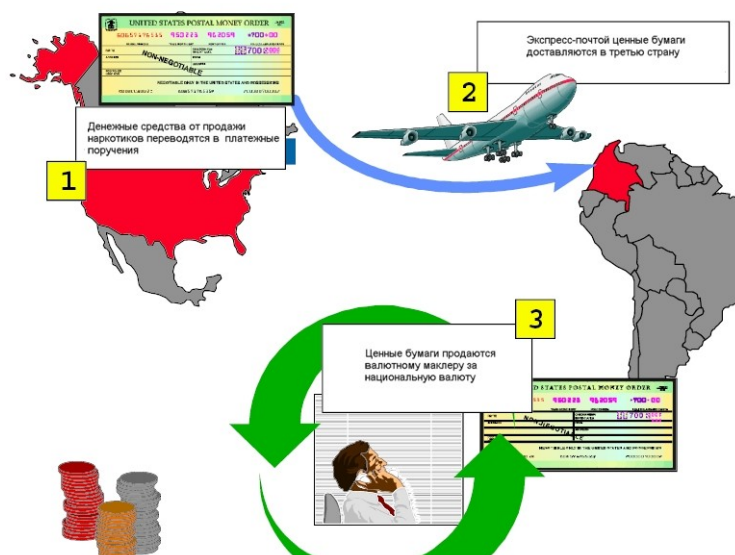 UNITED STATES POSTAL MONEY ORDER
NON-NEGOTIABLE
1
Денежные средства от продажи
наркотиков переводятся в платежные
поручения
2
Экспресс-почтой ценные бумаги
доставляются в третью страну
3
Ценные бумаги продаются
валютному маклеру за
национальную валюту
STATES POSTAL MONEY ORDER